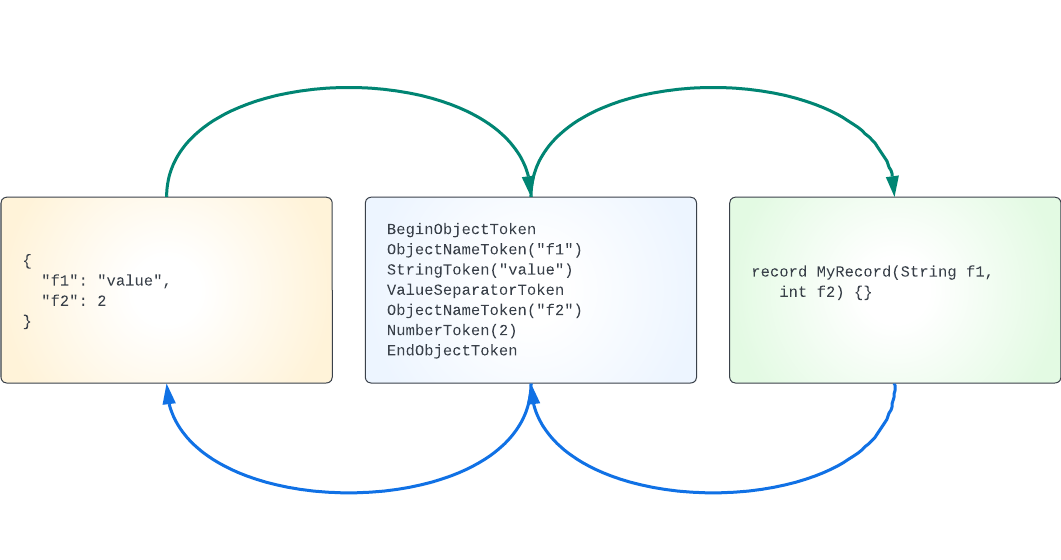 {
  "f1": "value",
  "f2": 2
}
BeginObjectToken
ObjectNameToken("f1")
StringToken("value")
ValueSeparatorToken
ObjectNameToken("f2")
NumberToken(2)
EndObjectToken
record MyRecord(String f1,
   int f2) {}